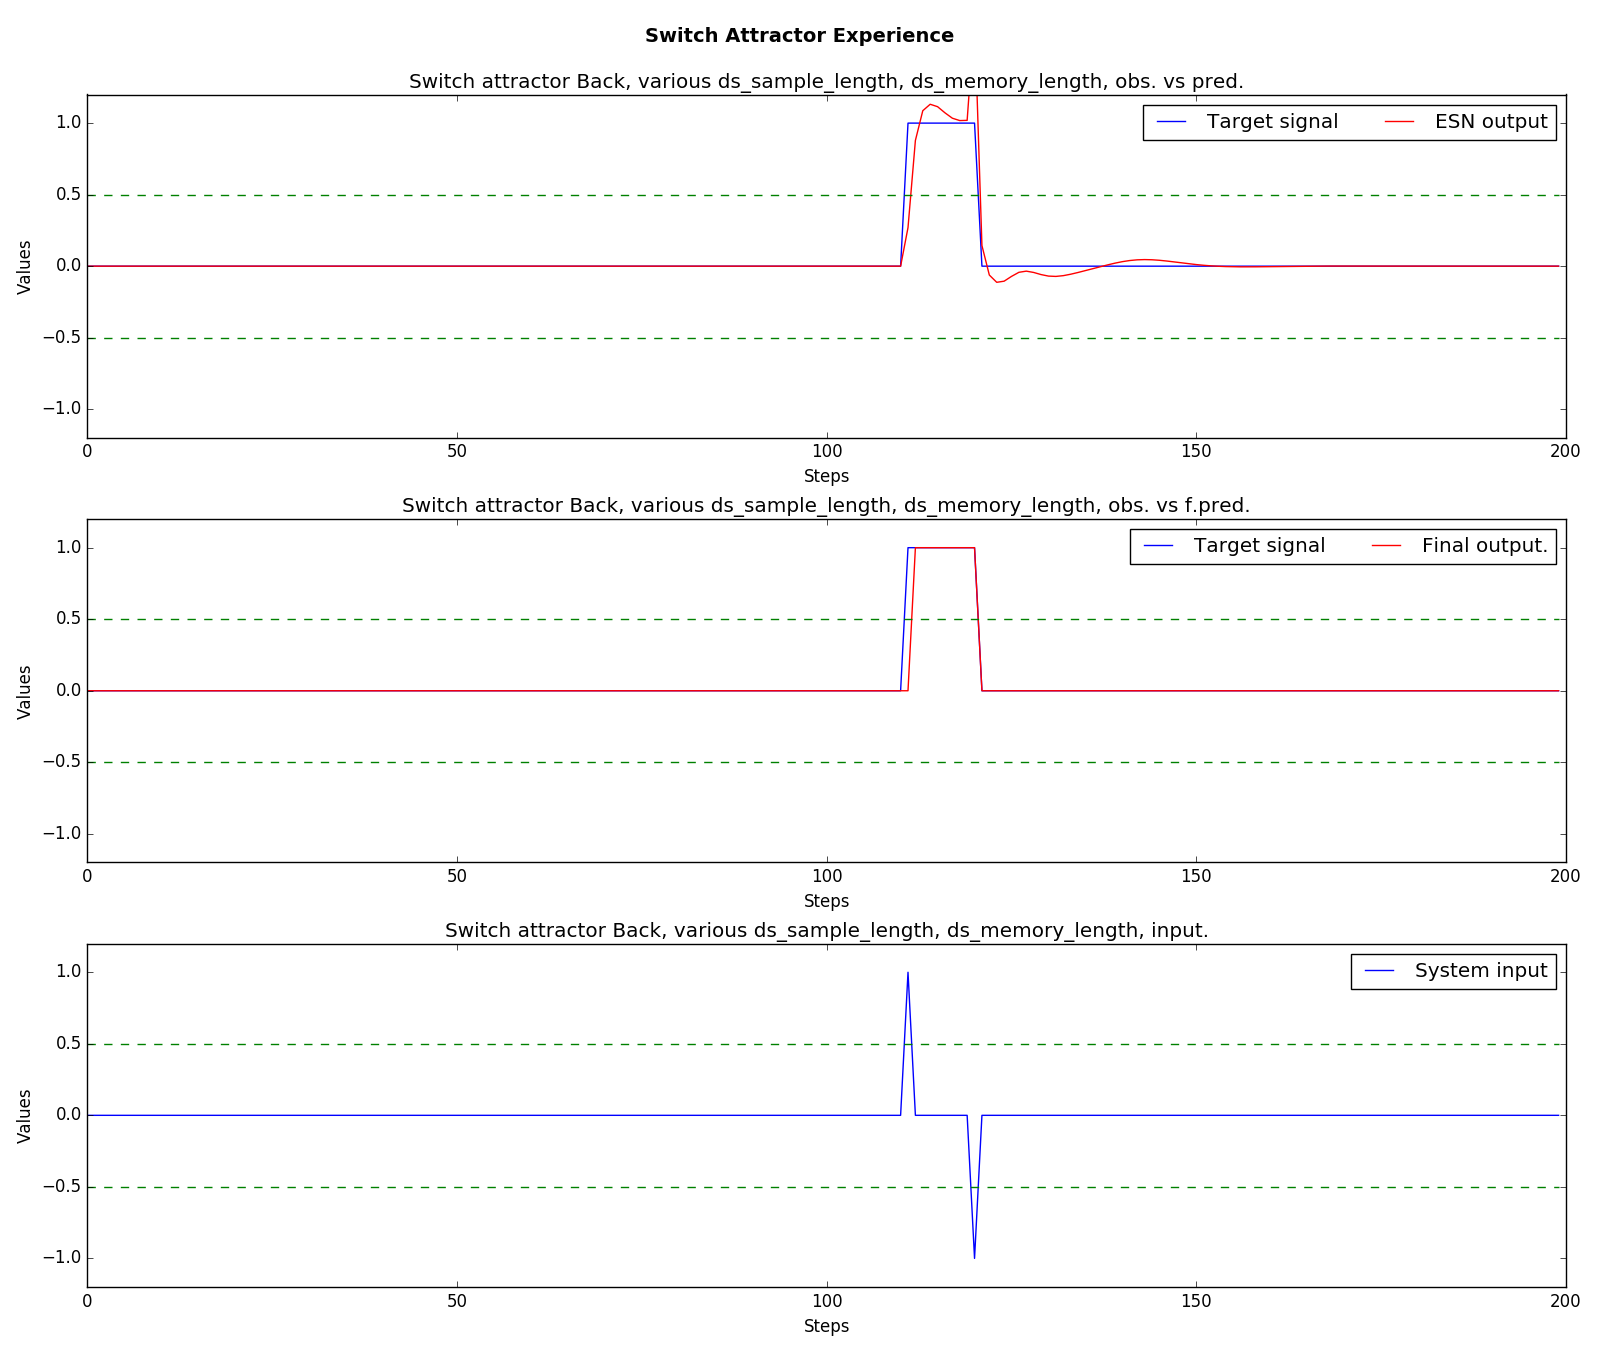 Switch Attractor Experience
Switch attractor Back, various ds_sample_length, ds_memory_length, obs. vs pred.
Target signal ESN output
1.0
0.5
0.0
−0.5
−1.0
Values
0 50 100 150 200
Steps
Switch attractor Back, various ds_sample_length, ds_memory_length, obs. vs f.pred.
Target signal Final output.
1.0
0.5
0.0
−0.5
−1.0
Values
0 50 100 150 200
Steps
Switch attractor Back, various ds_sample_length, ds_memory_length, input.
System input
1.0
0.5
0.0
−0.5
−1.0
Values
0 50 100 150 200
Steps